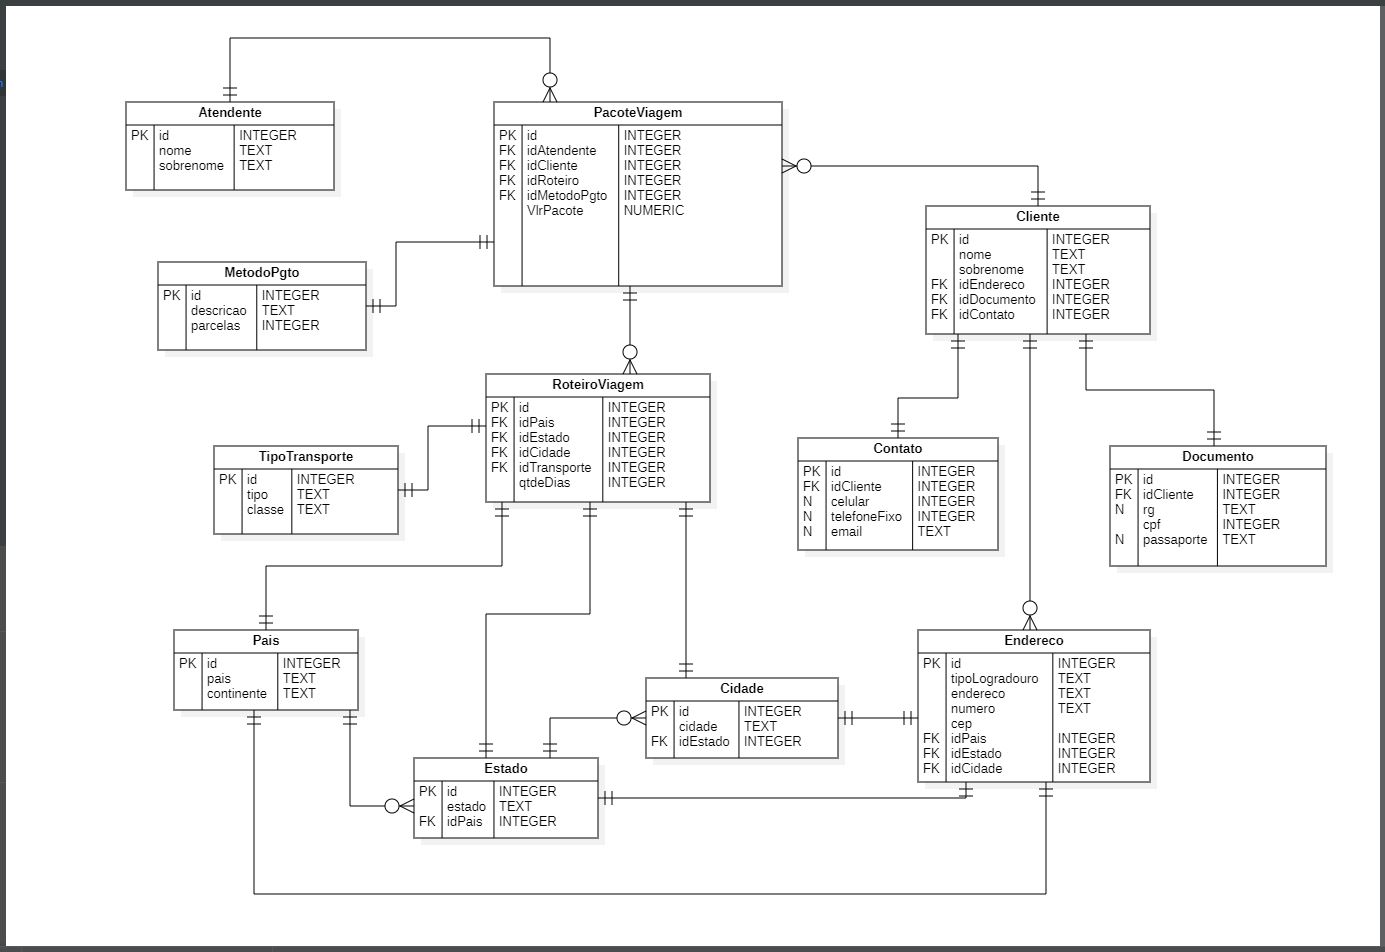 Atendente
PK id INTEGER
nome TEXT
sobrenome TEXT
PacoteViagem
PK id INTEGER
FK idAtendente INTEGER
FK idCliente INTEGER
FK idRoteiro INTEGER
FK idMetodoPgto INTEGER
VlrPacote NUMERIC
Cliente
PK id INTEGER
nome TEXT
sobrenome TEXT
FK idEndereco INTEGER
FK idDocumento INTEGER
FK idContato INTEGER
MetodoPgto
PK id INTEGER
descricao TEXT
parcelas INTEGER
RoteiroViagem
PK id INTEGER
FK idPais INTEGER
FK idEstado INTEGER
FK idCidade INTEGER
FK idTransporte INTEGER
qtdeDias INTEGER
TipoTransporte
PK id INTEGER
tipo TEXT
classe TEXT
Contato
PK id INTEGER
FK idCliente INTEGER
N celular INTEGER
N telefoneFixo INTEGER
N email TEXT
Documento
PK id INTEGER
FK idCliente INTEGER
N rg TEXT
cpf INTEGER
N passaporte TEXT
Pais
PK id INTEGER
pais TEXT
continente TEXT
Cidade
PK id INTEGER
cidade TEXT
FK idEstado INTEGER
Endereco
PK id INTEGER
tipoLogradouro TEXT
endereco TEXT
numero TEXT
cep
FK idPais INTEGER
FK idEstado INTEGER
FK idCidade INTEGER
Estado
PK id INTEGER
estado TEXT
FK idPais INTEGER